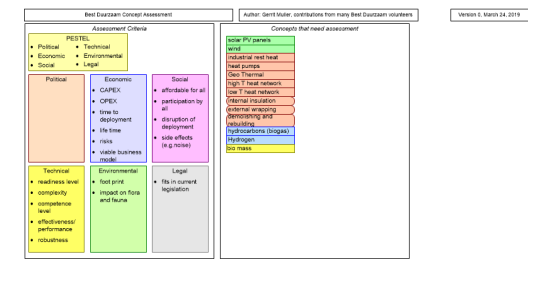 Best Duurzaam Concept Assessment
Author: Gerrit Muller, contributions from many Best Duurzaam volunteers
Version 0, March 24, 2019
Assessment Criteria
PESTEL
• Political
• Economic
• Social
• Technical
• Environmental
• Legal
Political
Economic
• CAPEX
• OPEX
• time to
deployment
• life time
• risks
• viable business
model
Social
• affordable for all
• participation by
all
• disruption of
deployment
• side effects
(e.g.noise)
Technical
• readiness level
• complexity
• competence
level
• effectiveness/
performance
• robustness
Environmental
• foot print
• impact on flora
and fauna
Legal
• fits in current
legislation
Concepts that need assessment
solar PV panels
wind
industrial rest heat
heat pumps
Geo Thermal
high T heat network
low T heat network
internal insulation
external wrapping
demolishing and
rebuilding
hydrocarbons (biogas)
Hydrogen
bio mass